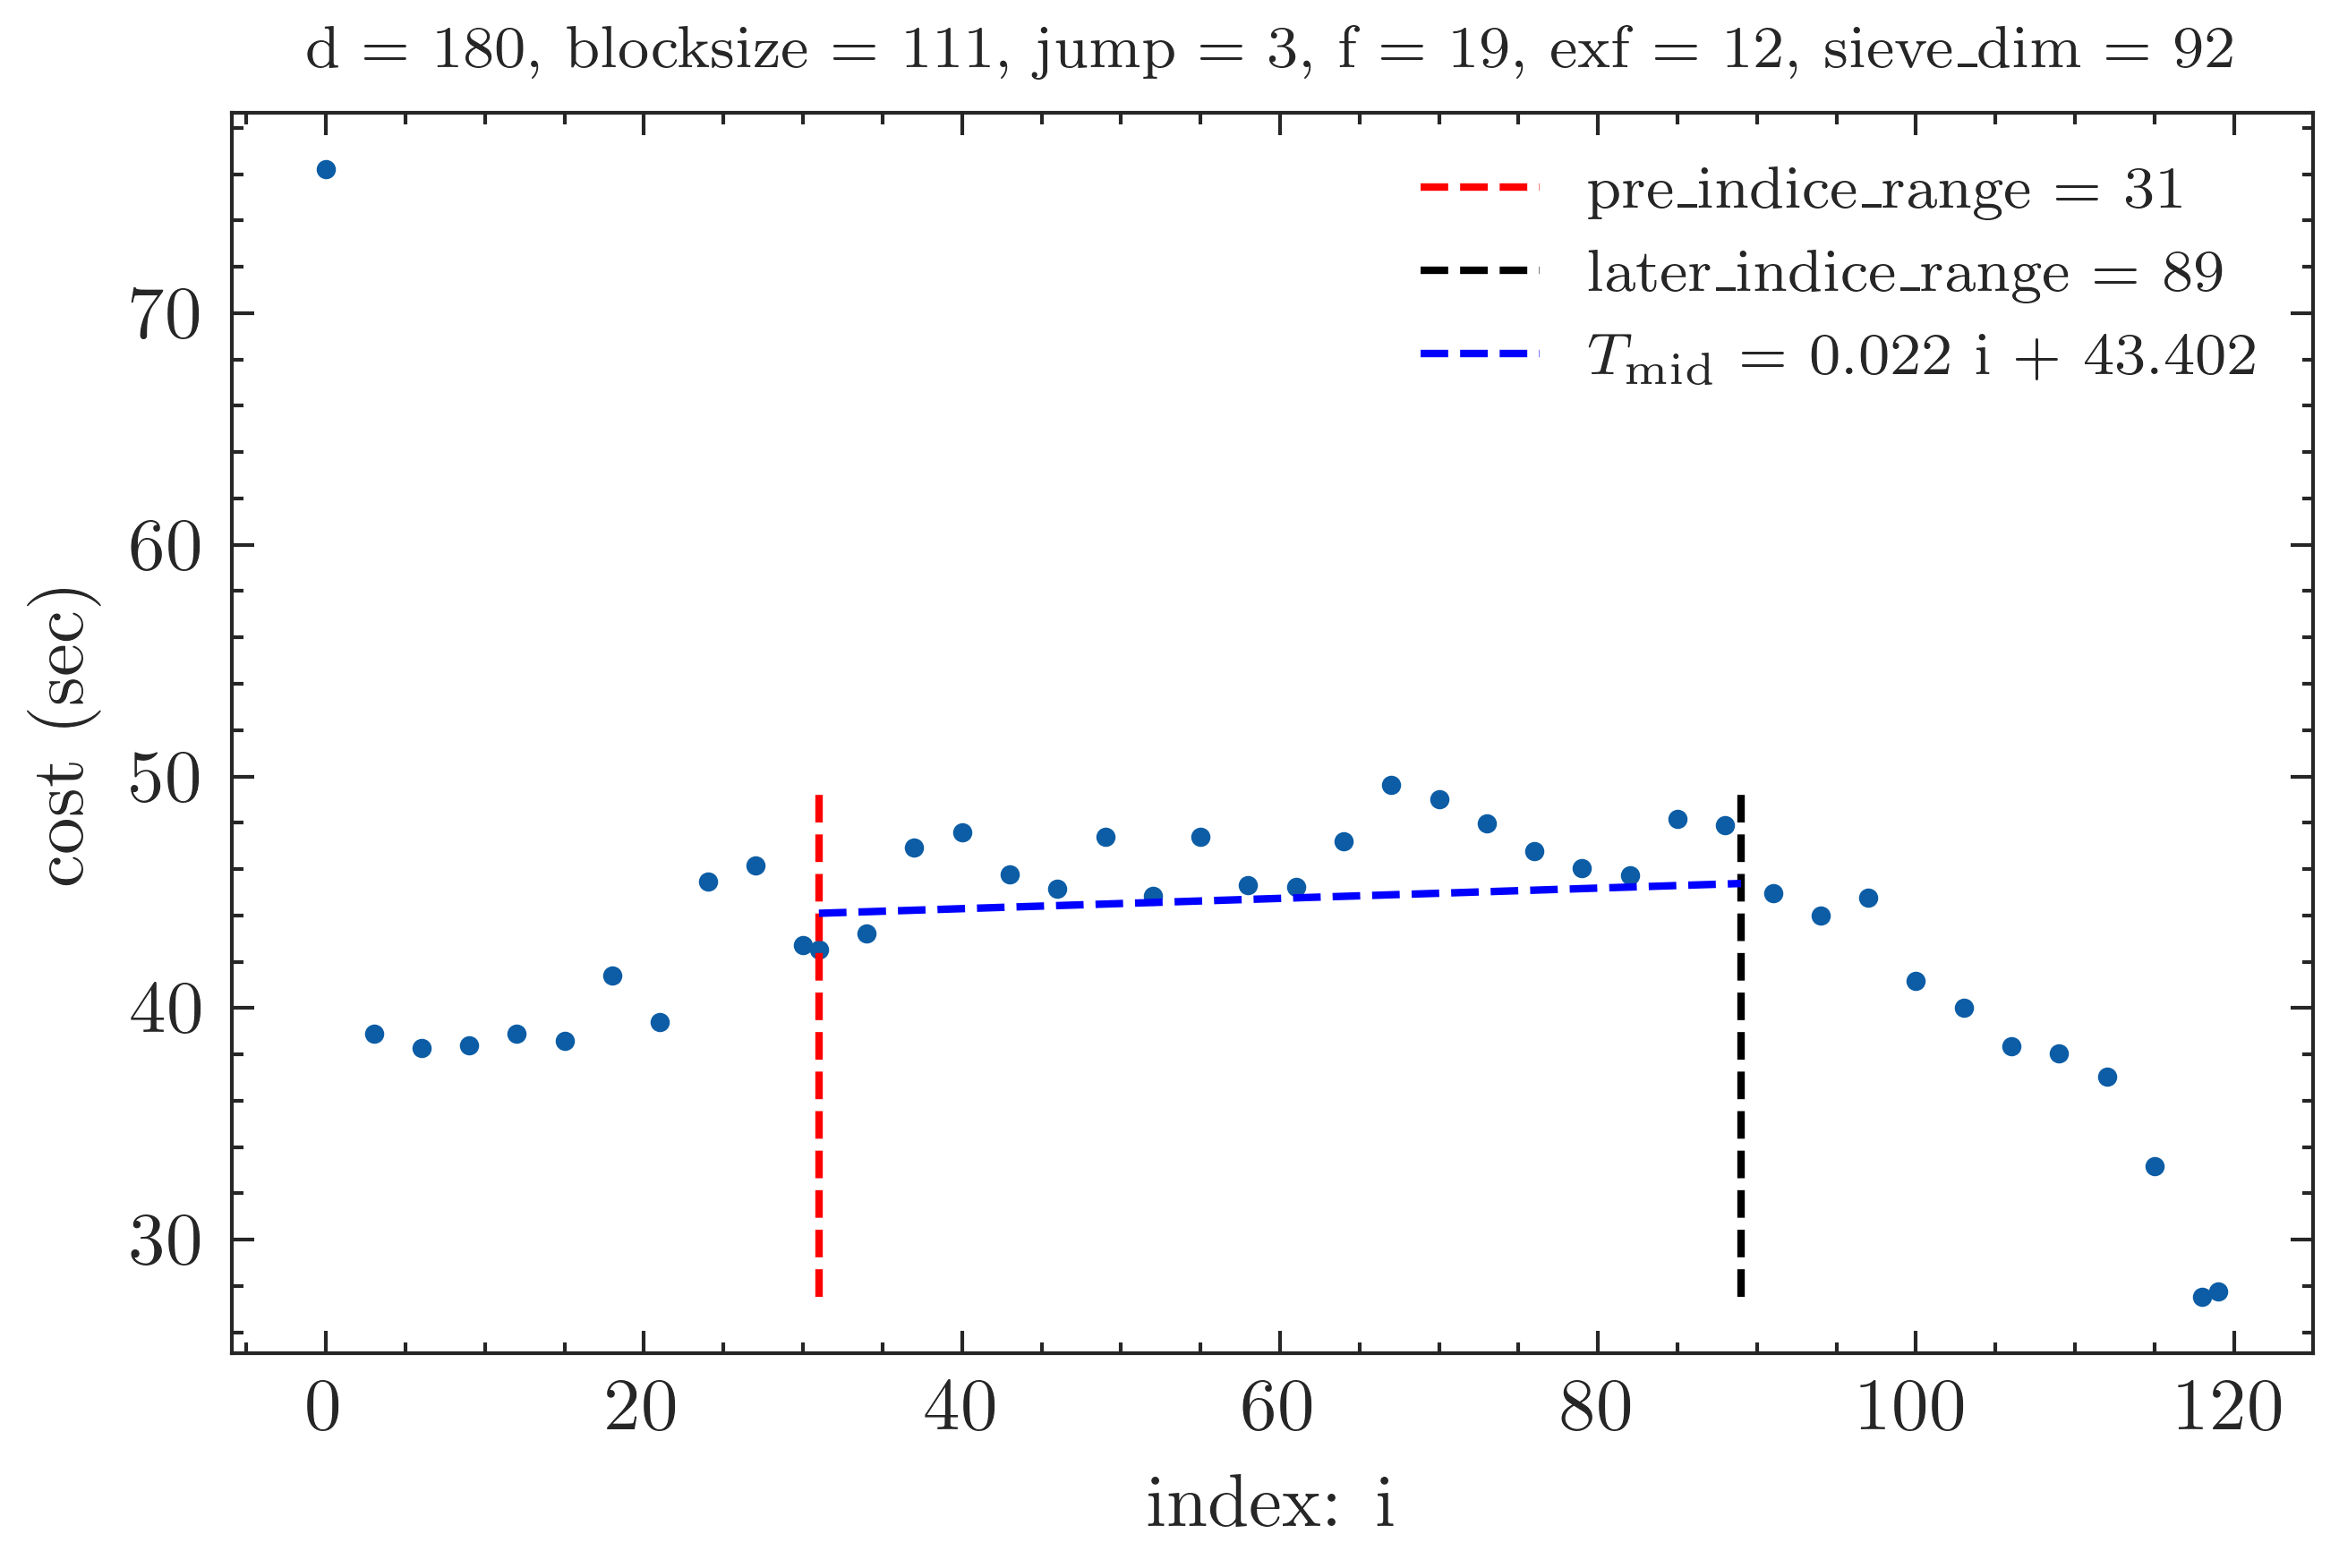 d = 180, blocksize = 111, jump = 3, f = 19, exf = 12, sieve_dim = 92
pre_indice_range = 31
later_indice_range = 89
T_mid = 0.022 i + 43.402
70
60
50
40
30
cost (sec)
0 20 40 60 80 100 120
index: i